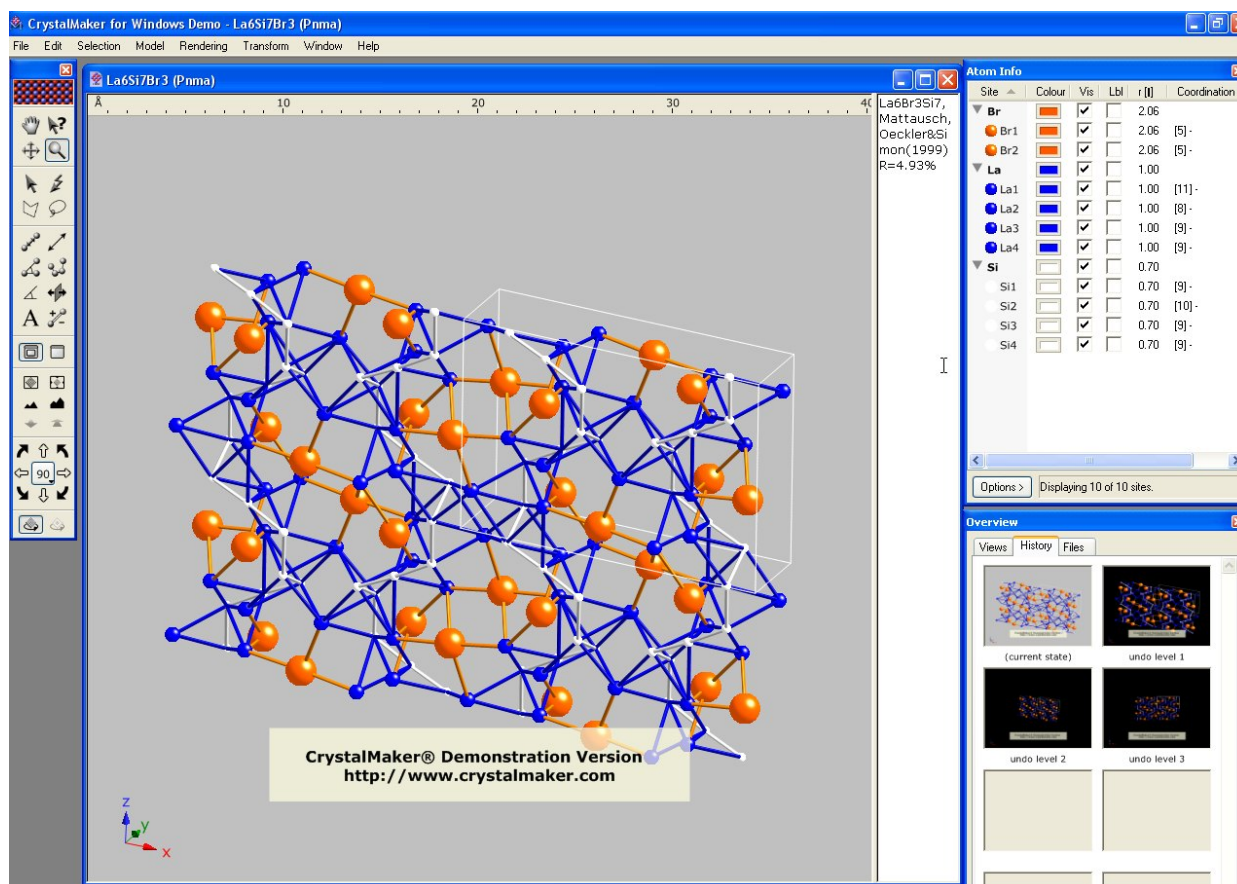 CrystalMaker for Windows Demo - La6Si7Br3 (Pnma)
File Edit Selection Model Rendering Transform Window Help
La6Si7Br3 (Pnma)
Å 10 20 30 40
La6Br3Si7,
Mattausch,
Oeckler&Si
mon(1999)
R=4.93%
A
90
CrystalMaker® Demonstration Version
http://www.crystalmaker.com
z
y
x
Atom Info
Site Colour Vis Lbl r [I] Coordination
Br 2.06
Br1 2.06 [5] -
Br2 2.06 [5] -
La 1.00
La1 1.00 [11] -
La2 1.00 [8] -
La3 1.00 [9] -
La4 1.00 [9] -
Si 0.70
Si1 0.70 [9] -
Si2 0.70 [10] -
Si3 0.70 [9] -
Si4 0.70 [9] -
Options > Displaying 10 of 10 sites.
Overview
Views History Files
(current state) undo level 1
undo level 2 undo level 3